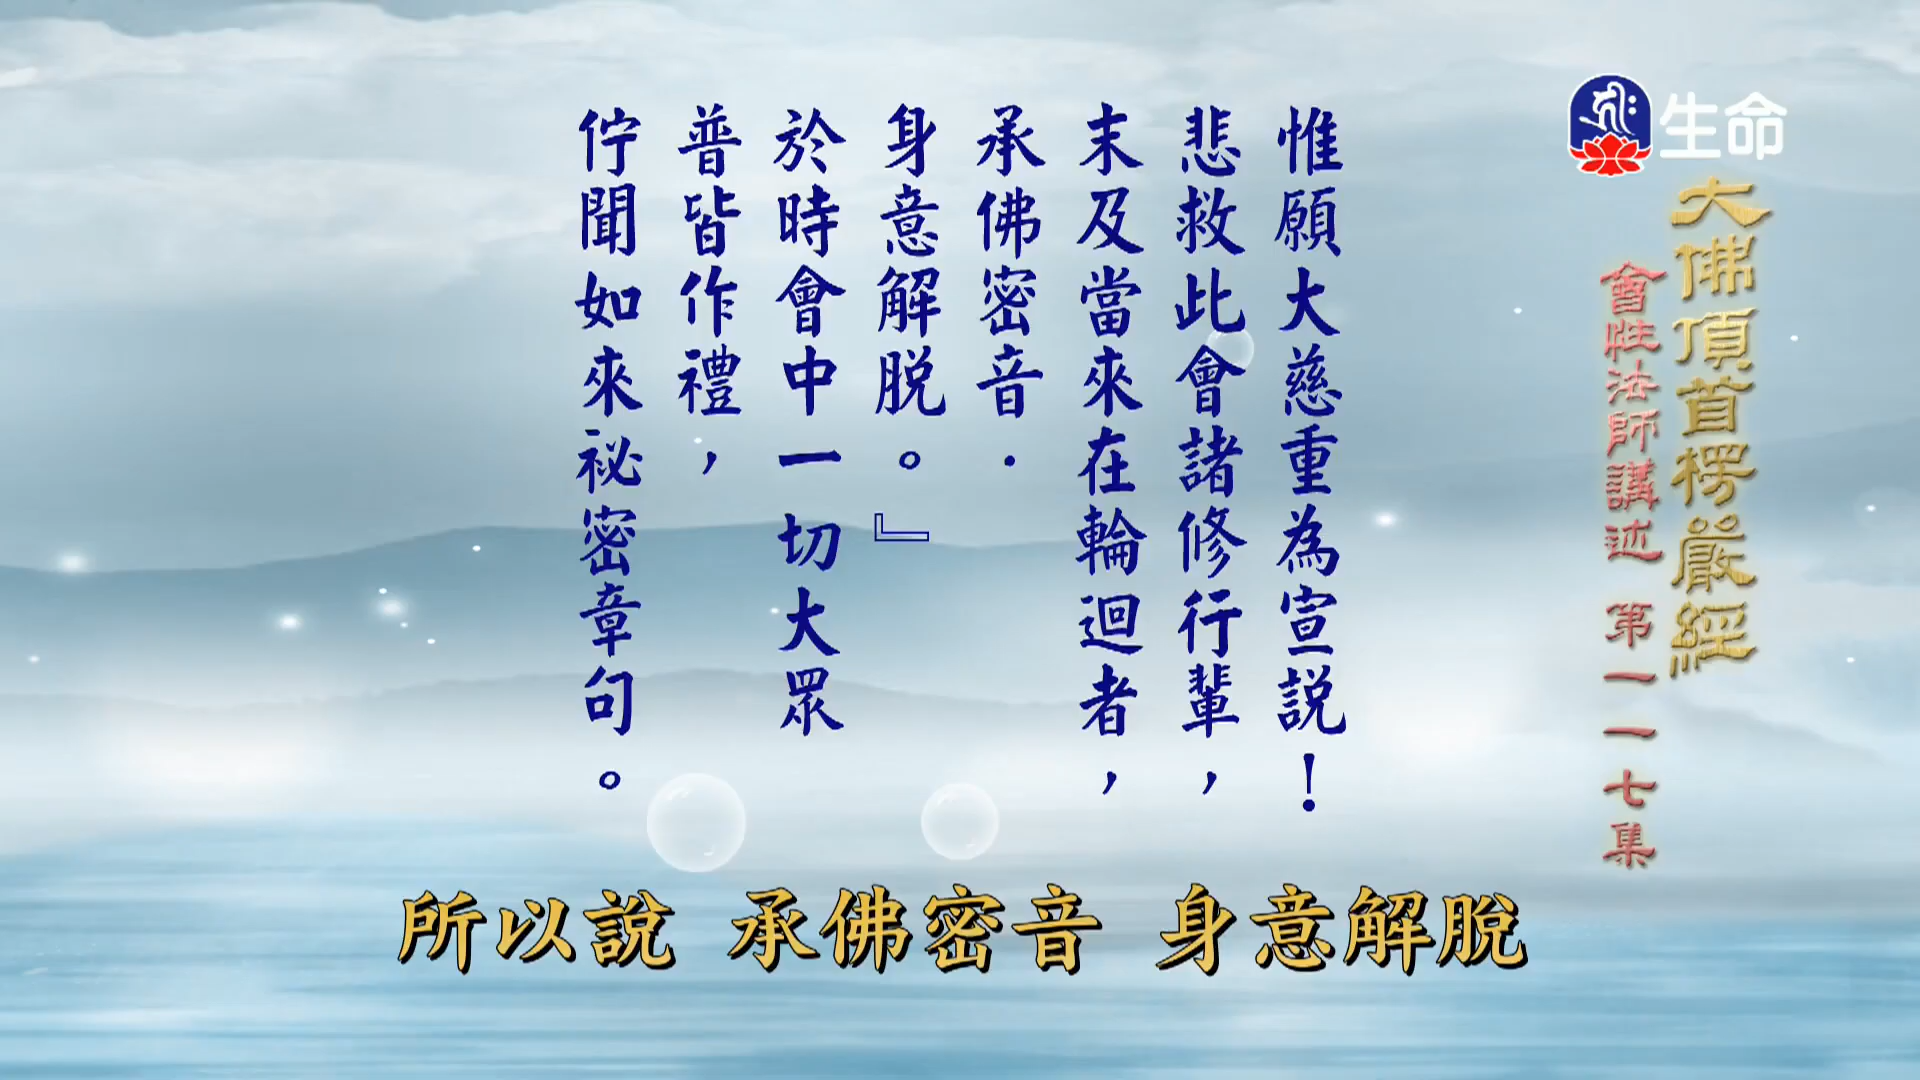 生命
大佛頂首楞嚴經
會性法師講述 第一一七集
惟願大慈重為宣說！
悲救此會諸修行輩，
末及當來在輪迴者，
承佛密音．
身意解脫。』
於時會中一切大眾
普皆作禮，
佇聞如來祕密章句。
所以說 承佛密音 身意解脫